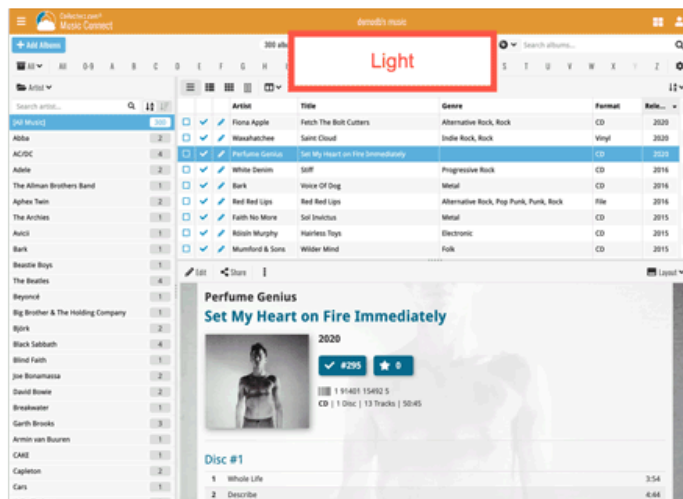 Collectorz.com®
Music Connect
demodb's music
Add Albums
300 albu
Light
Search albums...
All All 0-9 A B C D E F G H S T U V W X Y Z
Artist
Search artist...
Artist Title Genre Format Rele...
[All Music] 300
Fiona Apple Fetch The Bolt Cutters Alternative Rock, Rock CD 2020
Abba 2
Waxahatchee Saint Cloud Indie Rock, Rock Vinyl 2020
AC/DC 4
Perfume Genius Set My Heart on Fire Immediately CD 2020
Adele 2
White Denim Stiff Progressive Rock CD 2016
The Allman Brothers Band 1
Bark Voice Of Dog Metal CD 2016
Aphex Twin 2
Red Red Lips Red Red Lips Alternative Rock, Pop Punk, Punk, Rock File 2016
The Archies 1
Faith No More Sol Invictus Metal CD 2015
Avicii 1
Róisín Murphy Hairless Toys Electronic CD 2015
Bark 1
Mumford & Sons Wilder Mind Folk CD 2015
Beastie Boys 1
Edit Share Layout
The Beatles 4
Beyoncé 1
Perfume Genius
Big Brother & The Holding Company 1
Set My Heart on Fire Immediately
Björk 2
2020
Black Sabbath 4
Blind Faith 1
#295 0
Joe Bonamassa 2
1 91401 15492 5
David Bowie 2
CD | 1 Disc | 13 Tracks | 50:45
Breakwater 1
Garth Brooks 3
Armin van Buuren 1
CAKE 1
Disc #1
Capleton 2
1 Whole Life 3:54
Cars 1
2 Describe 4:44